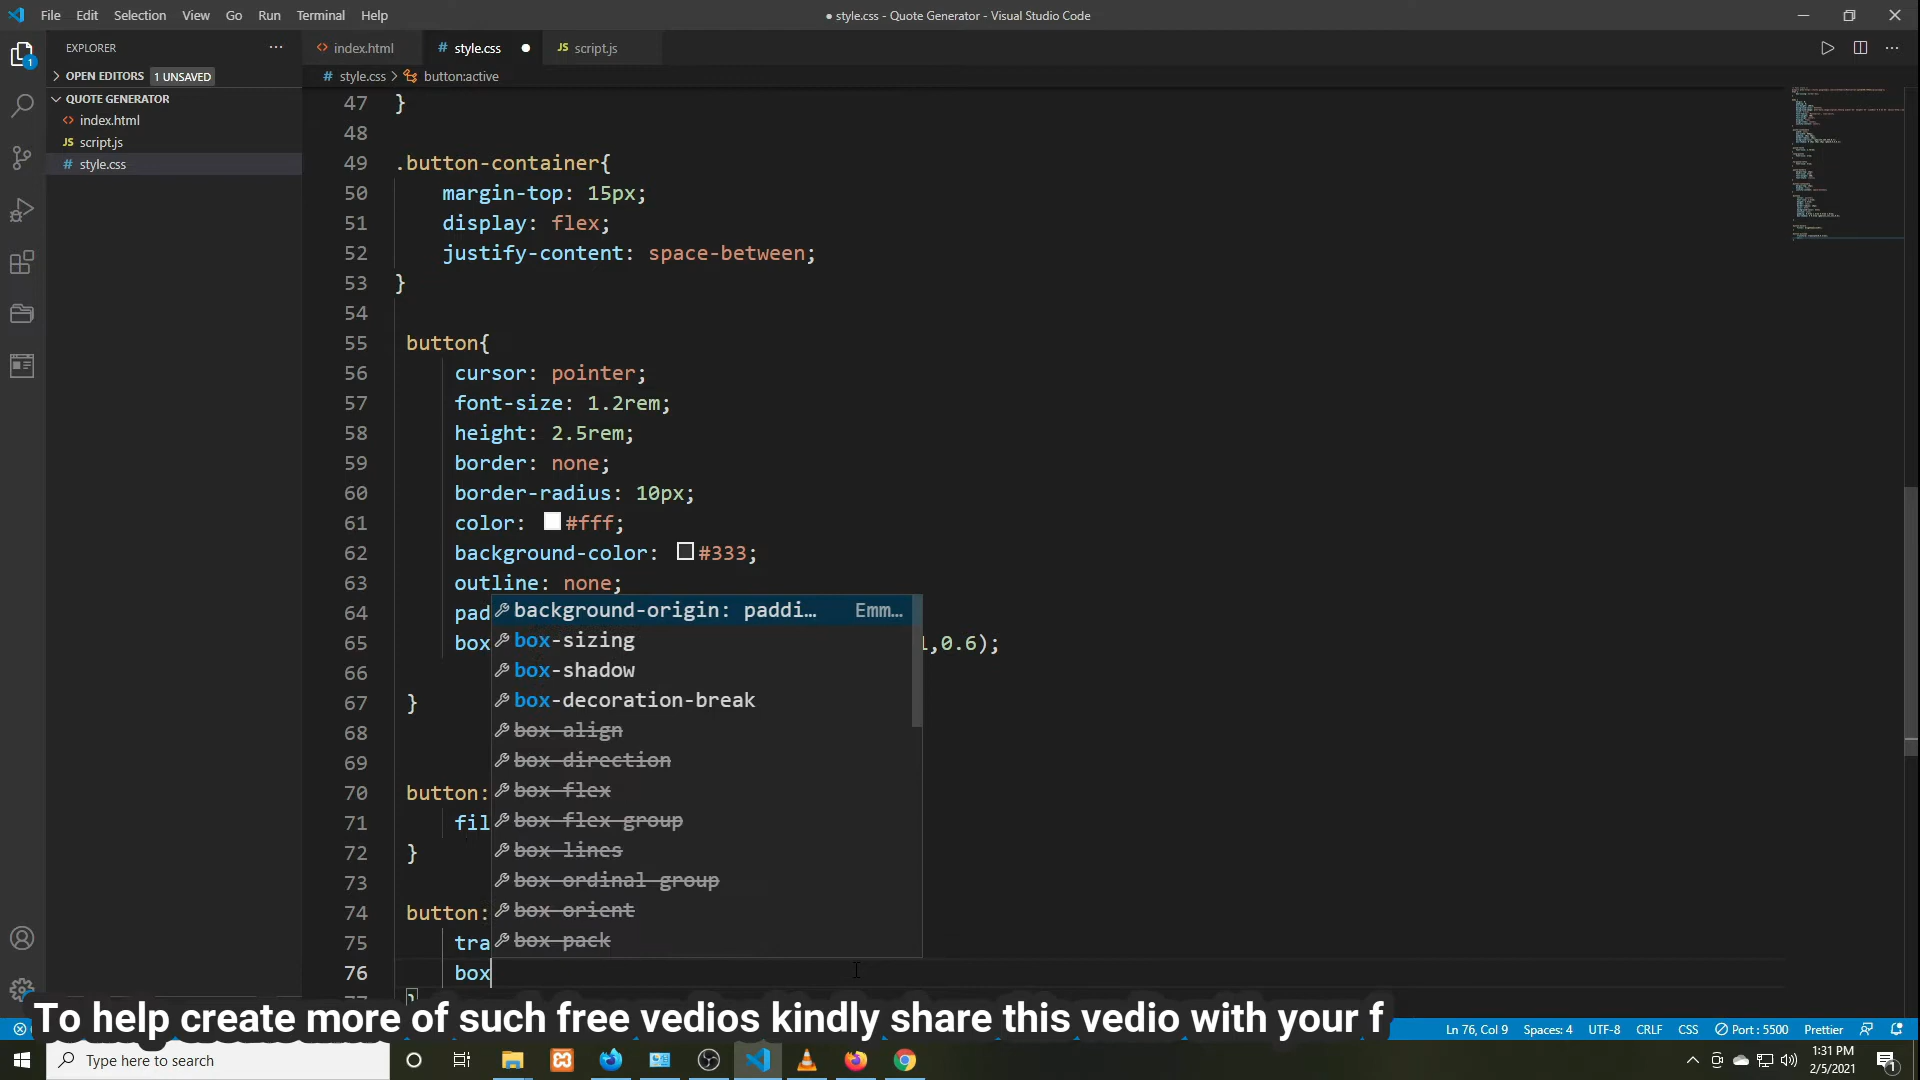 File Edit Selection View Go Run Terminal Help
● style.css - Quote Generator - Visual Studio Code
EXPLORER ...
index.html
# style.css ●
JS script.js
OPEN EDITORS 1 UNSAVED
# style.css > button:active
QUOTE GENERATOR
index.html
JS script.js
# style.css
47 }
48
49 .button-container{
50 margin-top: 15px;
51 display: flex;
52 justify-content: space-between;
53 }
54
55 button{
56 cursor: pointer;
57 font-size: 1.2rem;
58 height: 2.5rem;
59 border: none;
60 border-radius: 10px;
61 color: #fff;
62 background-color: #333;
63 outline: none;
64 pad
65 box ,0.6);
66
67 }
68
69
70 button:
71 fil
72 }
73
74 button:
75 tra
76 box
background-origin: paddi... Emm...
box-sizing
box-shadow
box-decoration-break
box-align
box-direction
box-flex
box-flex-group
box-lines
box-ordinal-group
box-orient
box-pack
To help create more of such free vedios kindly share this vedio with your f
Ln 76, Col 9 Spaces: 4 UTF-8 CRLF CSS Port : 5500 Prettier
Type here to search
1:31 PM
2/5/2021